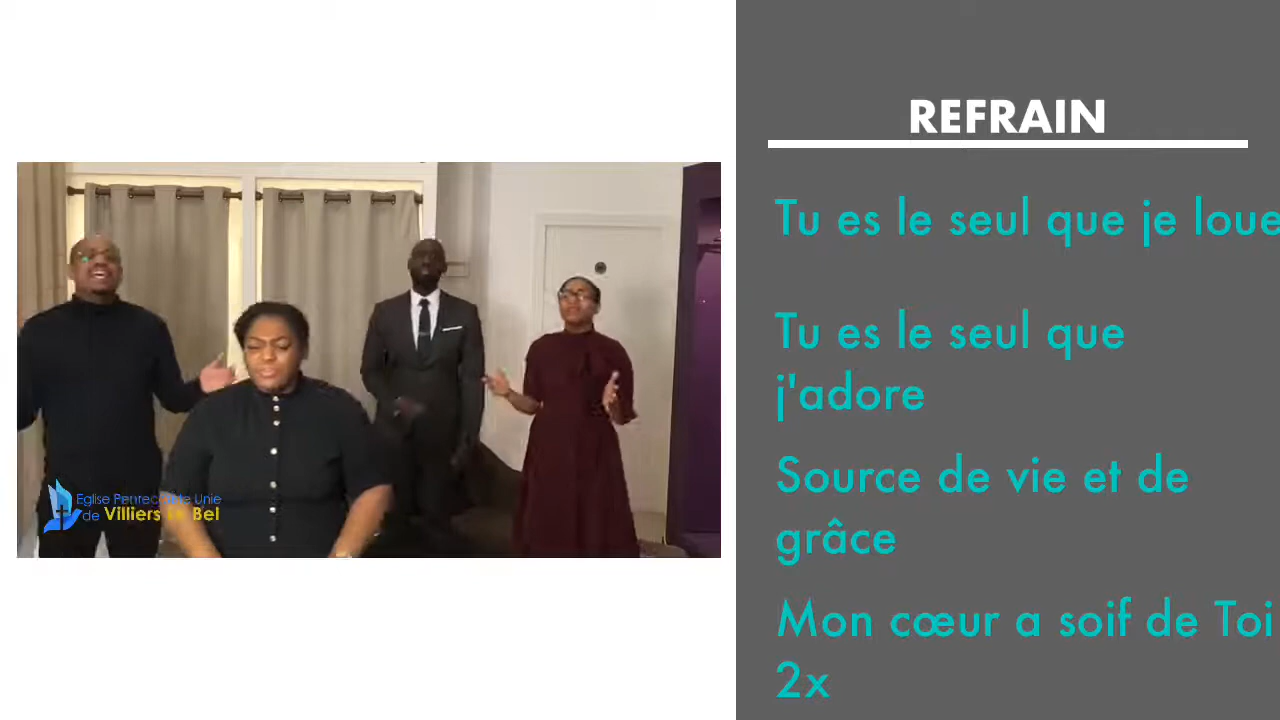 REFRAIN
Tu es le seul que je loue
Tu es le seul que
j'adore
Source de vie et de
grâce
Mon cœur a soif de Toi
2x
Eglise Pentecôtiste Unie
de Villiers Le Bel